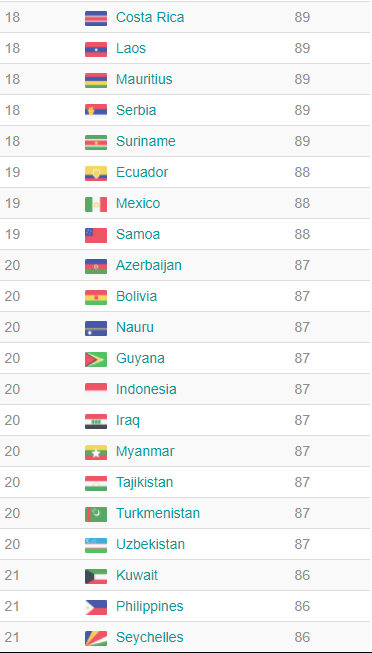 18 Costa Rica 89
18 Laos 89
18 Mauritius 89
18 Serbia 89
18 Suriname 89
19 Ecuador 88
19 Mexico 88
19 Samoa 88
20 Azerbaijan 87
20 Bolivia 87
20 Nauru 87
20 Guyana 87
20 Indonesia 87
20 Iraq 87
20 Myanmar 87
20 Tajikistan 87
20 Turkmenistan 87
20 Uzbekistan 87
21 Kuwait 86
21 Philippines 86
21 Seychelles 86